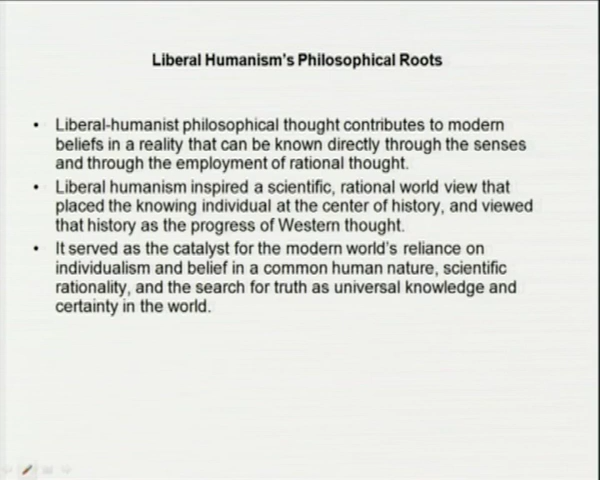 Liberal Humanism's Philosophical Roots
• Liberal-humanist philosophical thought contributes to modern
beliefs in a reality that can be known directly through the senses
and through the employment of rational thought.
• Liberal humanism inspired a scientific, rational world view that
placed the knowing individual at the center of history, and viewed
that history as the progress of Western thought.
• It served as the catalyst for the modern world's reliance on
individualism and belief in a common human nature, scientific
rationality, and the search for truth as universal knowledge and
certainty in the world.